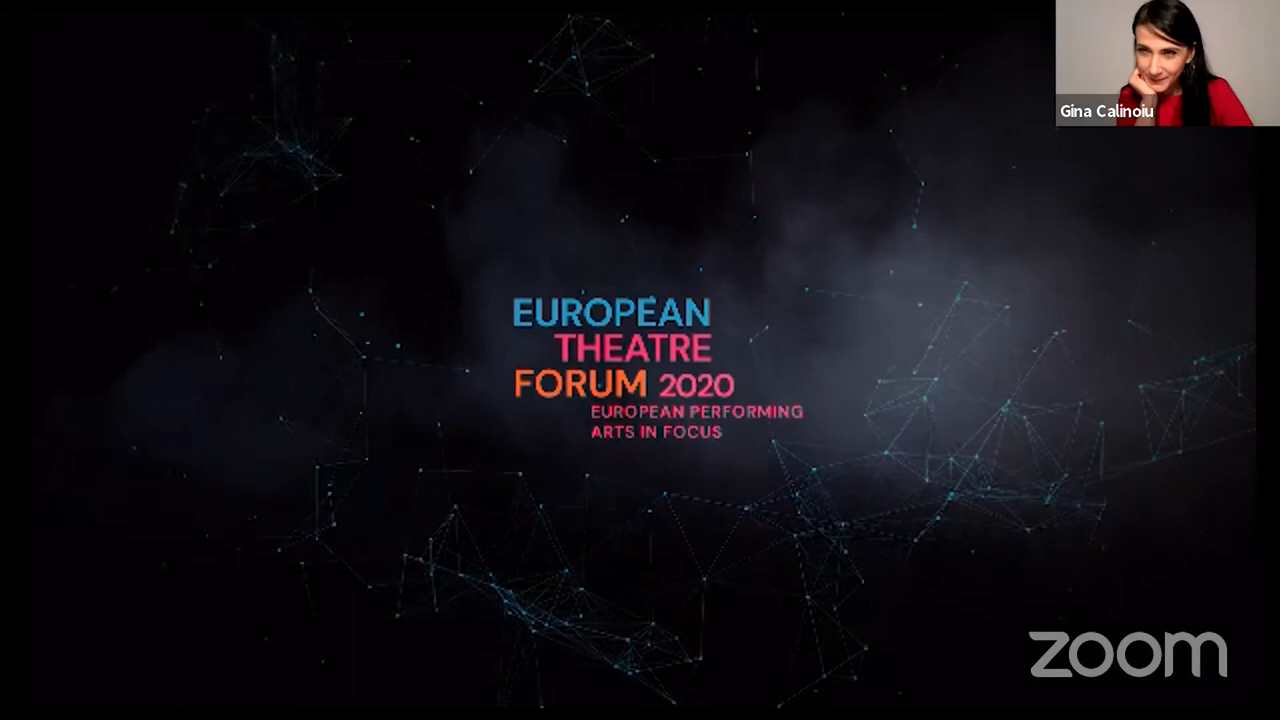 Gina Calinoiu
EUROPEAN
THEATRE
FORUM 2020
EUROPEAN PERFORMING
ARTS IN FOCUS
zoom